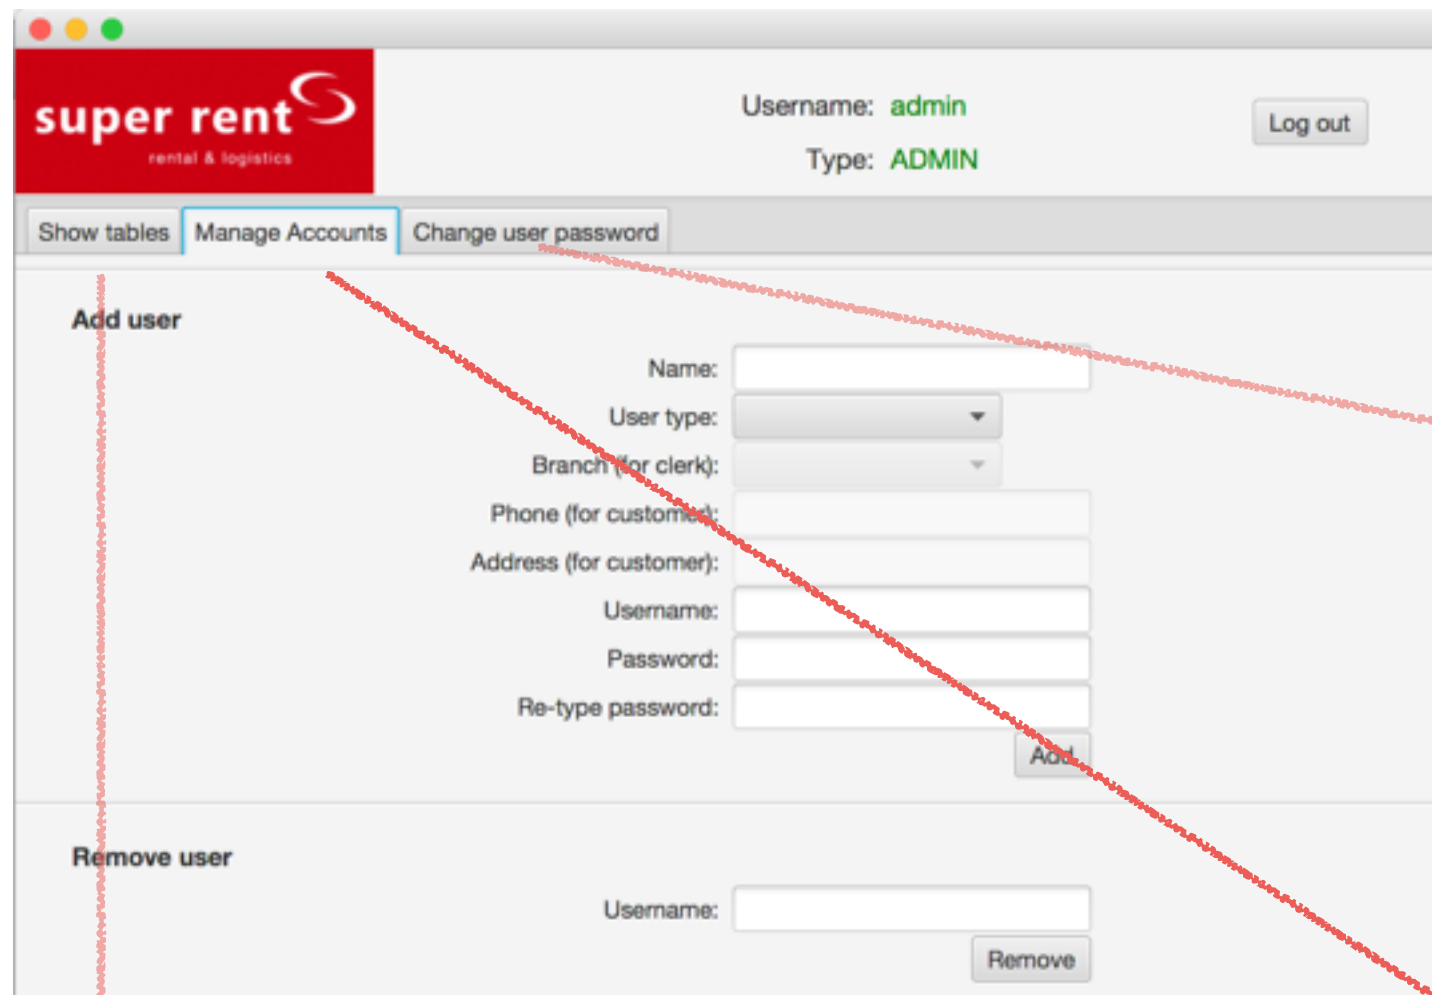 super rent
rental & logistics
Username: admin
Type: ADMIN
Log out
Show tables
Manage Accounts
Change user password
Add user
Name:
User type:
Branch (for clerk):
Phone (for customer):
Address (for customer):
Username:
Password:
Re-type password:
Add
Remove user
Username:
Remove